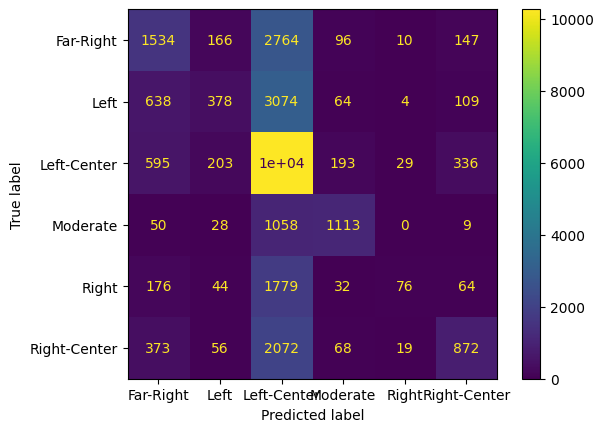 Far-Right 1534 166 2764 96 10 147
Left 638 378 3074 64 4 109
Left-Center 595 203 1e+04 193 29 336
Moderate 50 28 1058 1113 0 9
Right 176 44 1779 32 76 64
Right-Center 373 56 2072 68 19 872
Far-Right Left Left-Center Moderate Right Right-Center
Predicted label
True label
10000
8000
6000
4000
2000
0